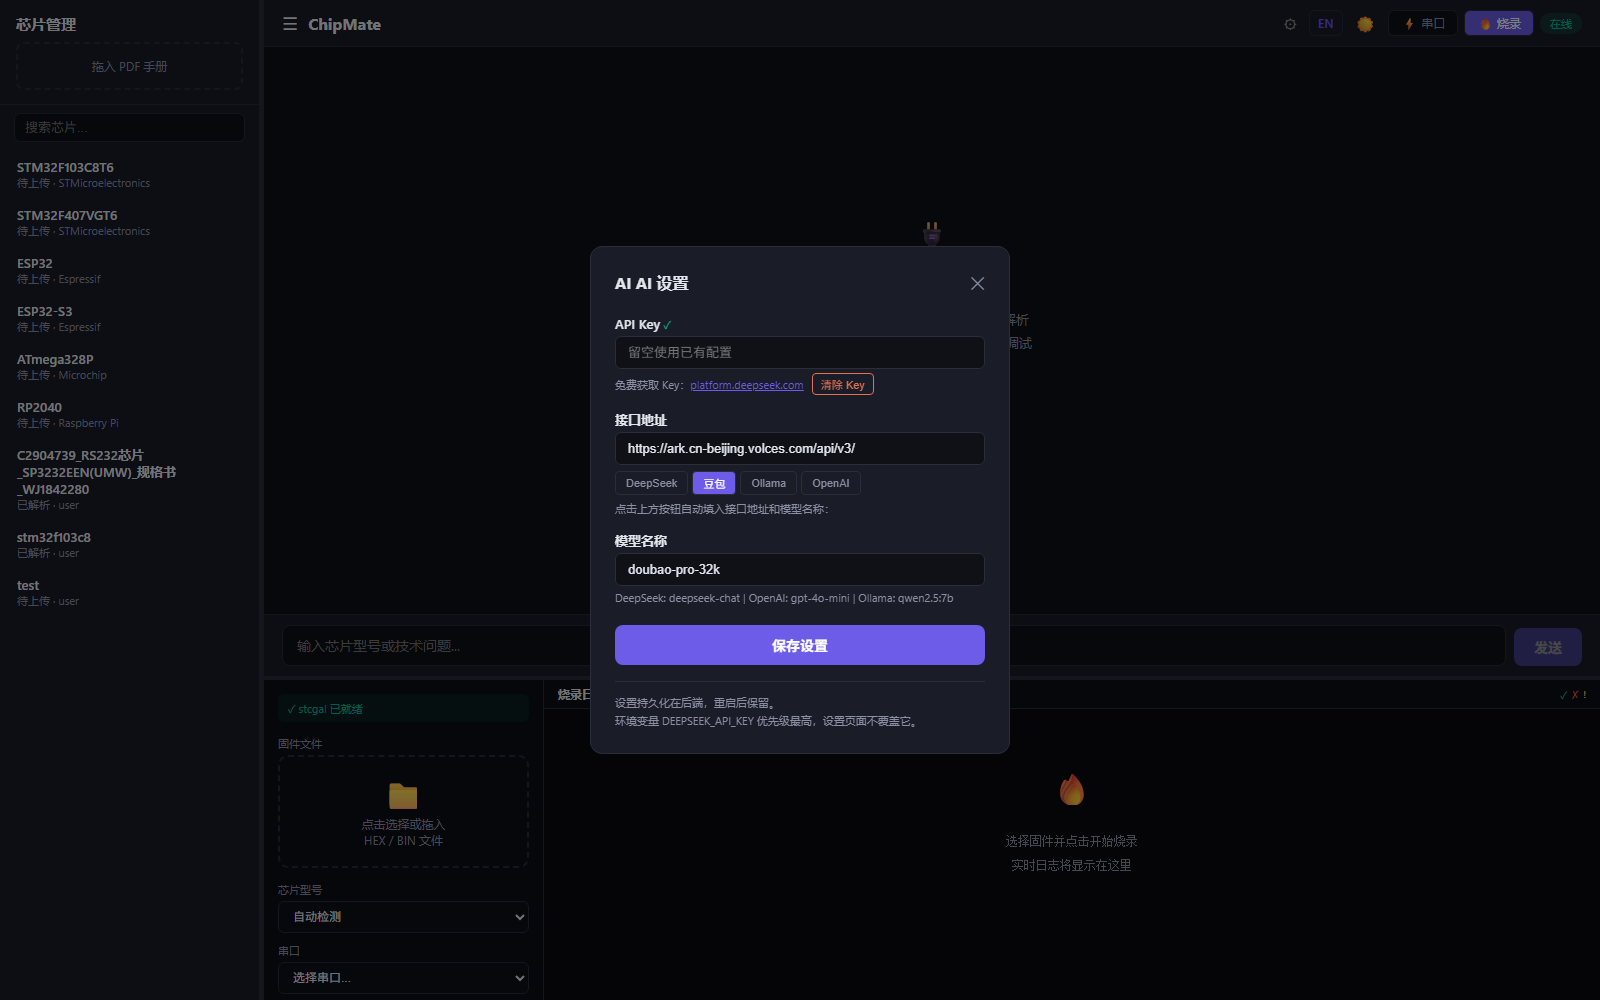 芯片管理
拖入 PDF 手册
搜索芯片...
STM32F103C8T6
待上传 · STMicroelectronics
STM32F407VGT6
待上传 · STMicroelectronics
ESP32
待上传 · Espressif
ESP32-S3
待上传 · Espressif
ATmega328P
待上传 · Microchip
RP2040
待上传 · Raspberry Pi
C2904739_RS232芯片
_SP3232EEN(UMW)_规格书
_WJ1842280
已解析 · user
stm32f103c8
已解析 · user
test
待上传 · user
☰ ChipMate
EN
串口
烧录
在线
解析
调试
AI AI 设置
API Key ✓
留空使用已有配置
免费获取 Key: platform.deepseek.com 清除 Key
接口地址
https://ark.cn-beijing.volces.com/api/v3/
DeepSeek 豆包 Ollama OpenAI
点击上方按钮自动填入接口地址和模型名称:
模型名称
doubao-pro-32k
DeepSeek: deepseek-chat | OpenAI: gpt-4o-mini | Ollama: qwen2.5:7b
保存设置
设置持久化在后端，重启后保留。
环境变量 DEEPSEEK_API_KEY 优先级最高，设置页面不覆盖它。
输入芯片型号或技术问题...
发送
✓ stcgal 已就绪
固件文件
点击选择或拖入
HEX / BIN 文件
芯片型号
自动检测
串口
选择串口...
烧录日
✓ ✗ !
选择固件并点击开始烧录
实时日志将显示在这里